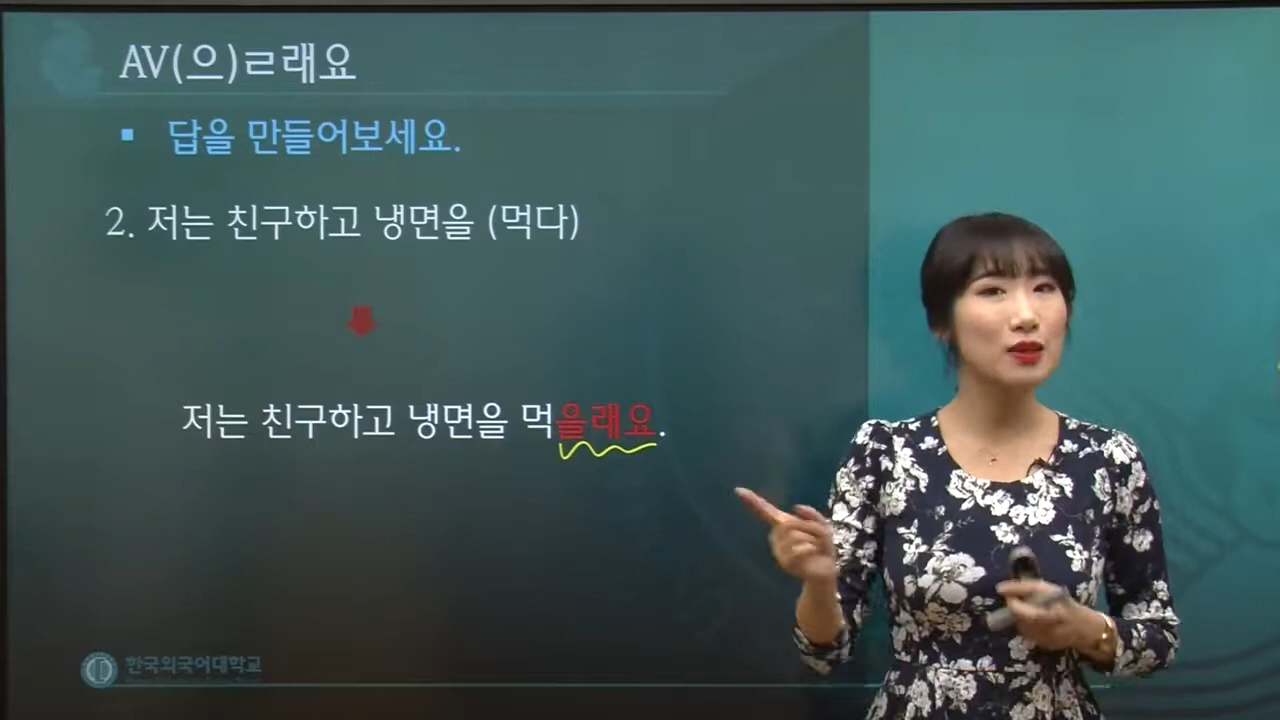 AV(으)ㄹ래요
▪ 답을 만들어보세요.
2. 저는 친구하고 냉면을 (먹다)
저는 친구하고 냉면을 먹을래요.
한국외국어대학교